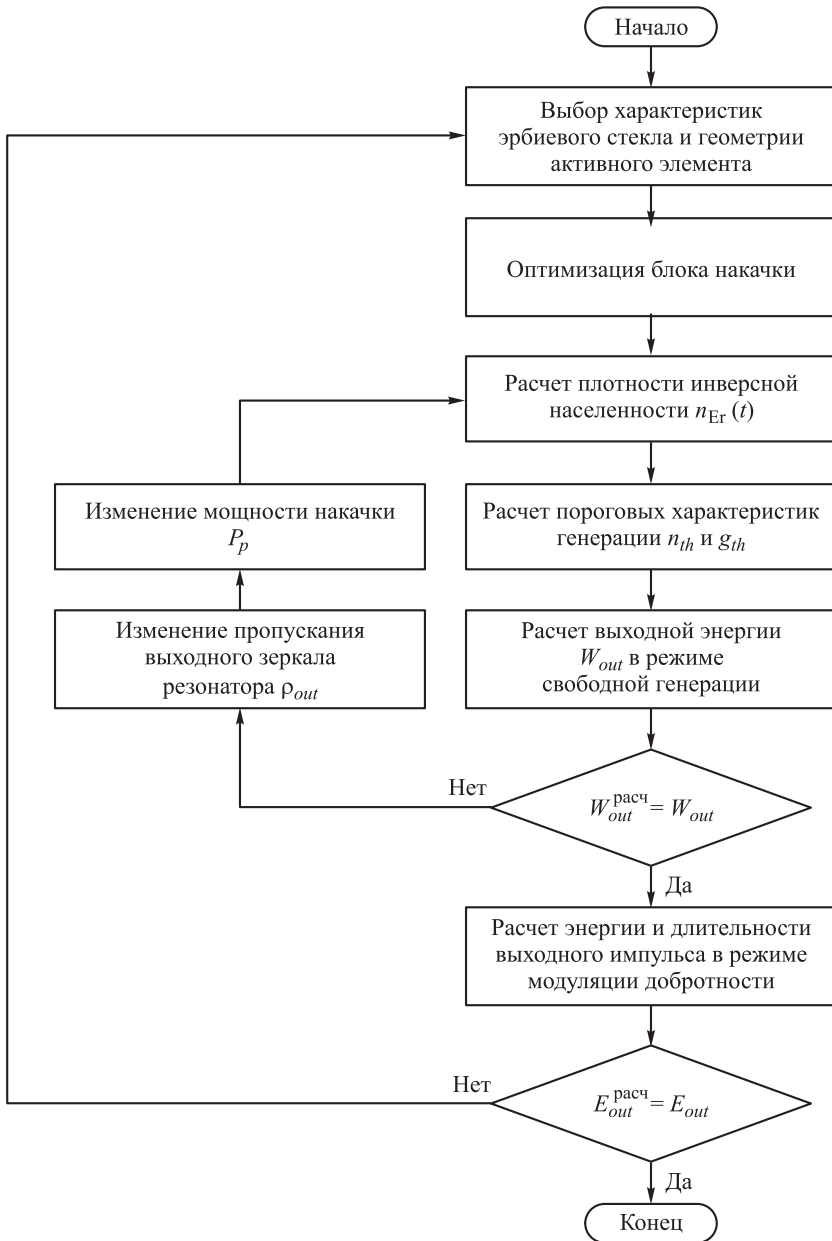 Начало
Выбор характеристик
эрбиевого стекла и геометрии
активного элемента
Оптимизация блока накачки
Расчет плотности инверсной
населенности n_Er (t)
Изменение мощности накачки
P_p
Расчет пороговых характеристик
генерации n_th и g_th
Изменение пропускания
выходного зеркала
резонатора ρ_out
Расчет выходной энергии
W_out в режиме
свободной генерации
Нет
W_out^расч = W_out
Да
Расчет энергии и длительности
выходного импульса в режиме
модуляции добротности
Нет
E_out^расч = E_out
Да
Конец